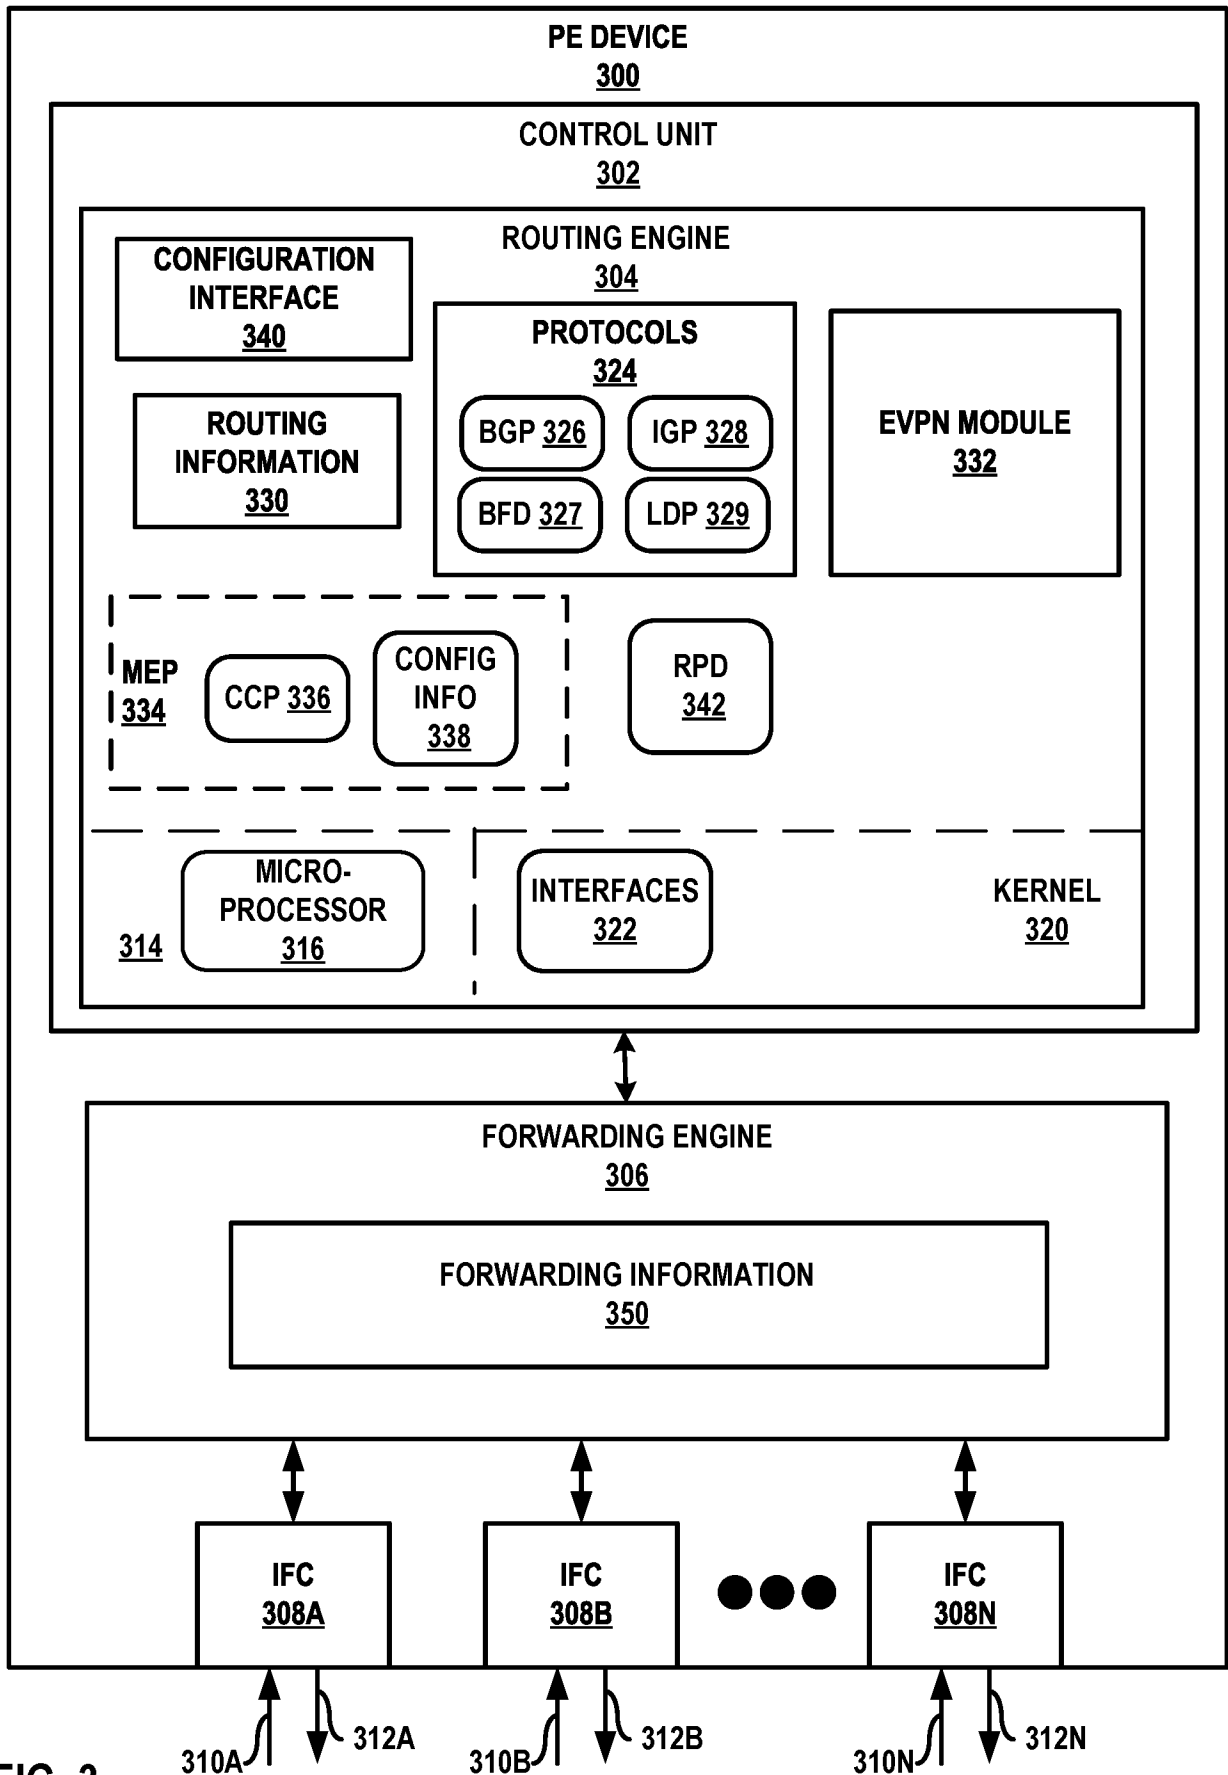 PE DEVICE
300
CONTROL UNIT
302
ROUTING ENGINE
304
CONFIGURATION
INTERFACE
340
ROUTING
INFORMATION
330
PROTOCOLS
324
BGP 326
IGP 328
BFD 327
LDP 329
EVPN MODULE
332
MEP
334
CCP 336
CONFIG
INFO
338
RPD
342
314
MICRO-
PROCESSOR
316
INTERFACES
322
KERNEL
320
FORWARDING ENGINE
306
FORWARDING INFORMATION
350
IFC
308A
IFC
308B
IFC
308N
310A
312A
310B
312B
310N
312N